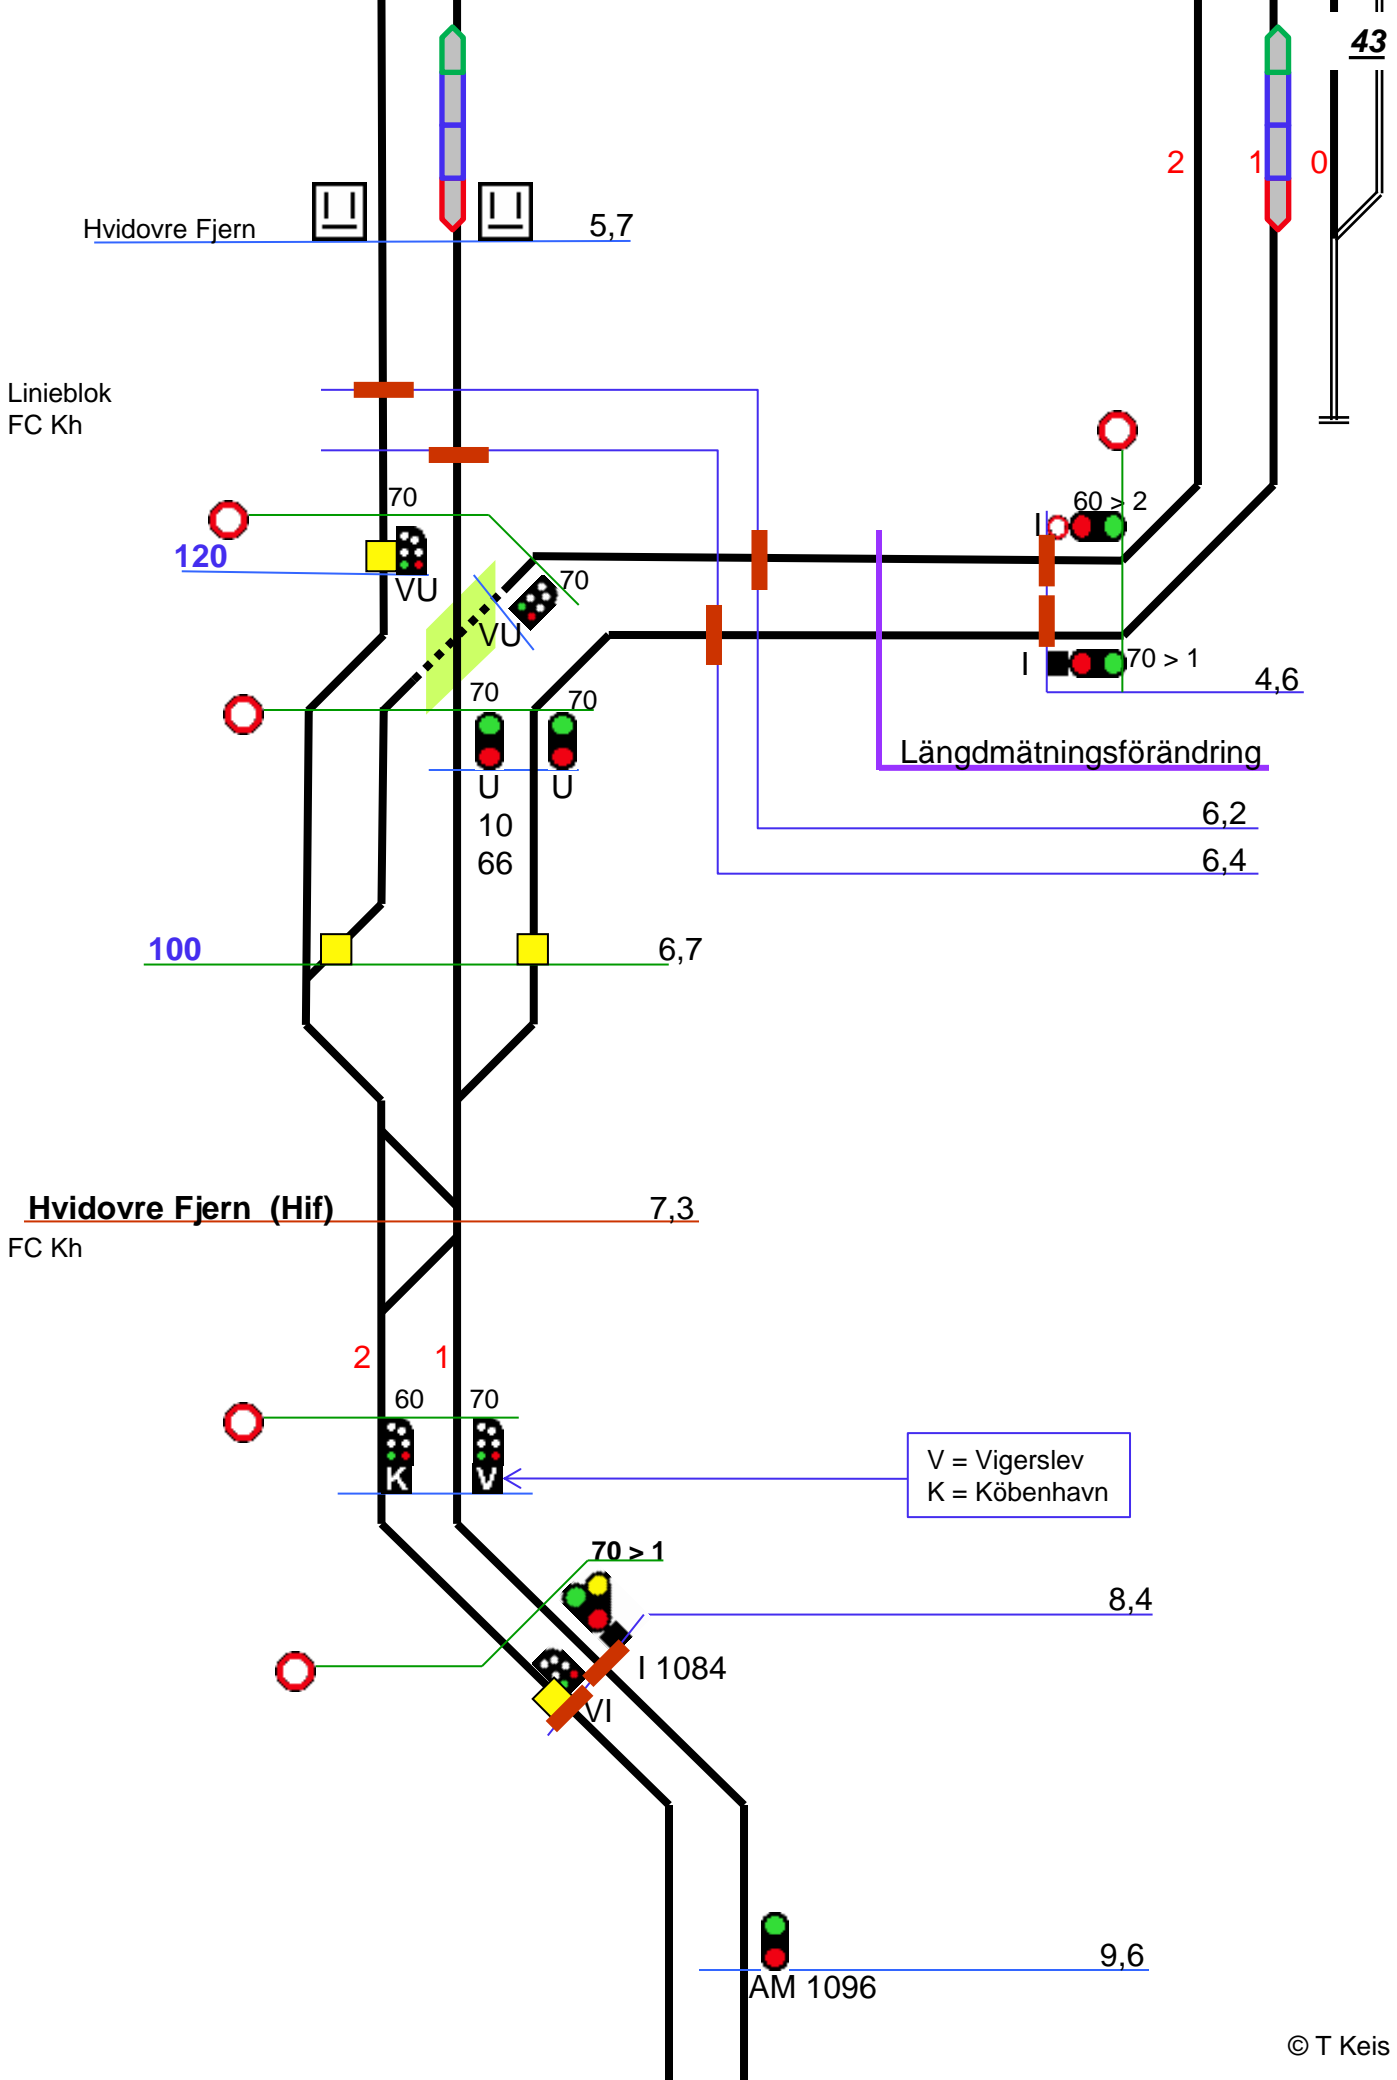 43
2
1
0
Hvidovre Fjern
5,7
Linieblok
FC Kh
70
60 > 2
I
120
VU
70
VU
I
70 > 1
4,6
70
70
Längdmätningsförändring
U
U
10
66
6,2
6,4
100
6,7
Hvidovre Fjern (Hif)
7,3
FC Kh
2
1
60
70
K
V
V = Vigerslev
K = Köbenhavn
70 > 1
8,4
I 1084
VI
9,6
AM 1096
© T Keis